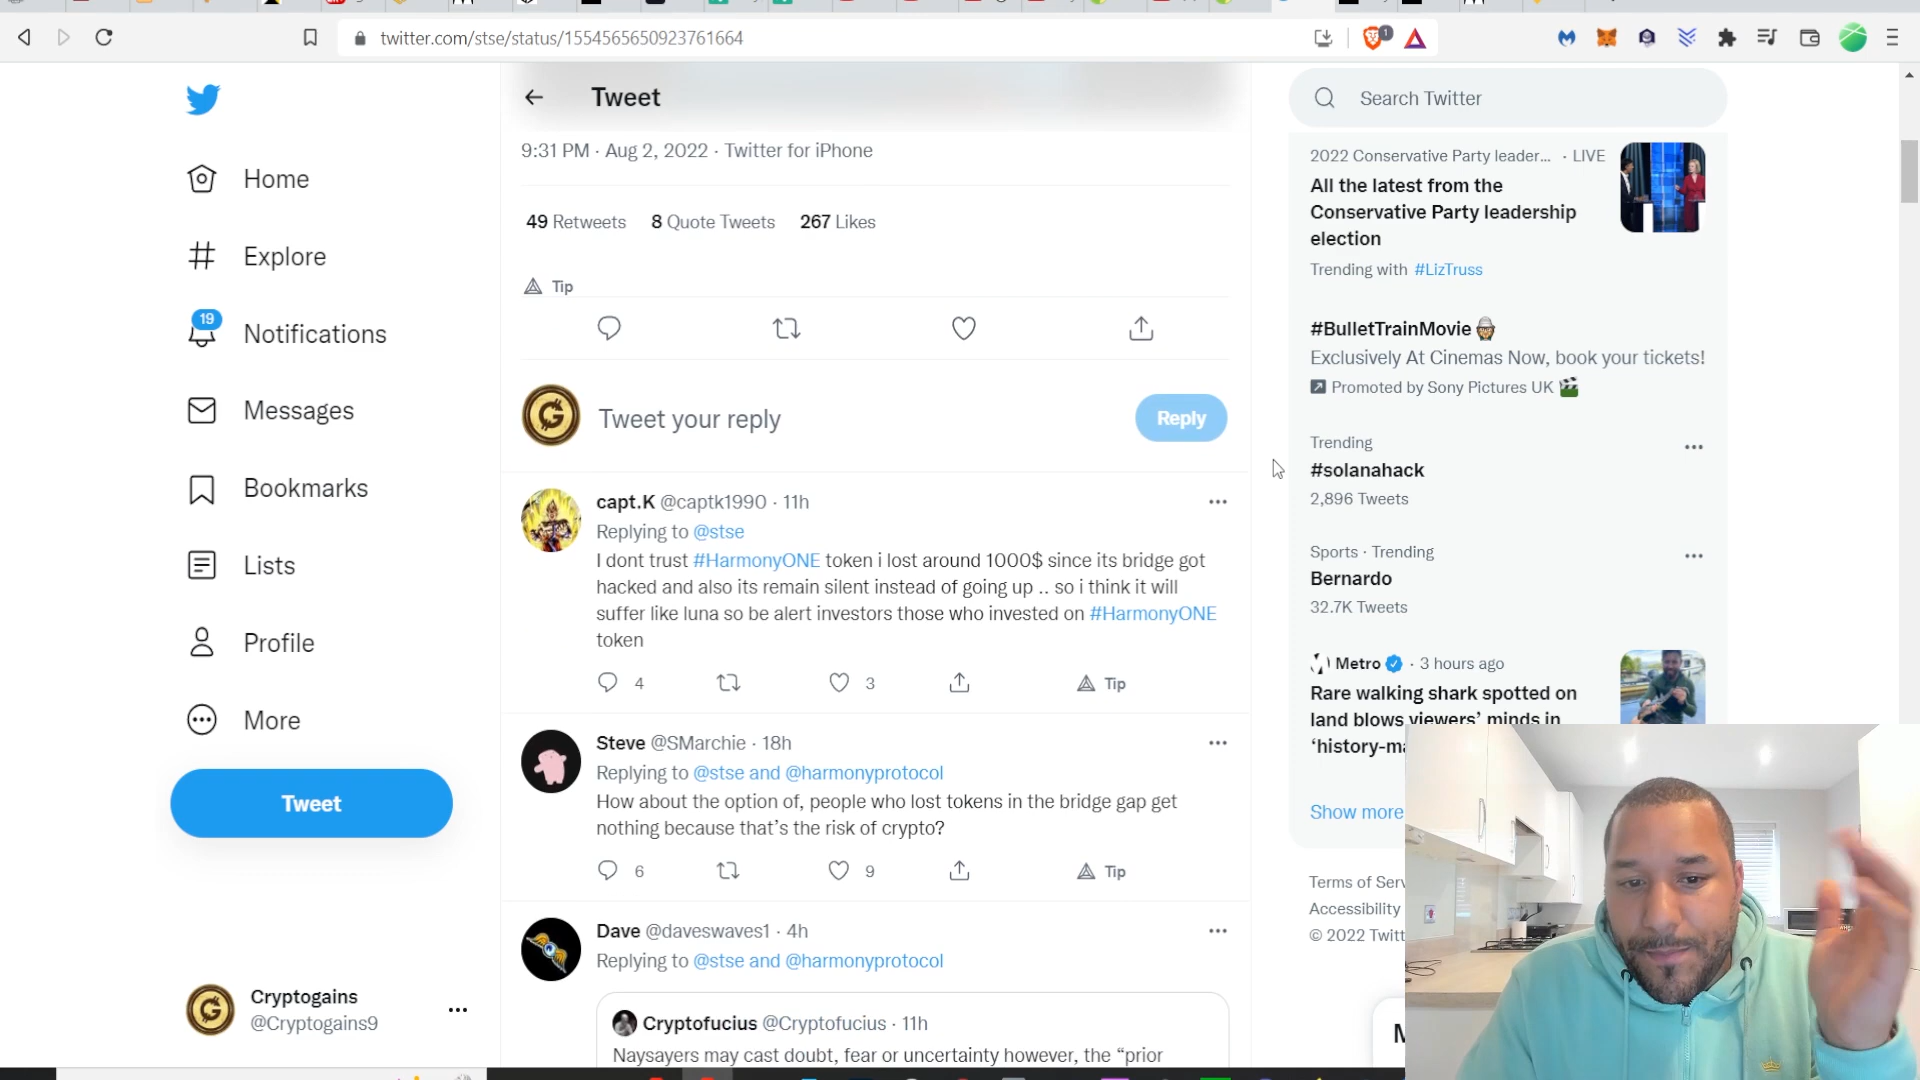 twitter.com/stse/status/1554565650923761664
1
Home
Explore
19
Notifications
Messages
Bookmarks
Lists
Profile
More
Tweet
Cryptogains
@Cryptogains9
Tweet
9:31 PM · Aug 2, 2022 · Twitter for iPhone
49 Retweets 8 Quote Tweets 267 Likes
Tip
Tweet your reply
Reply
capt.K @captk1990 · 11h
Replying to @stse
I dont trust #HarmonyONE token i lost around 1000$ since its bridge got
hacked and also its remain silent instead of going up .. so i think it will
suffer like luna so be alert investors those who invested on #HarmonyONE
token
4 3 Tip
Steve @SMarchie · 18h
Replying to @stse and @harmonyprotocol
How about the option of, people who lost tokens in the bridge gap get
nothing because that’s the risk of crypto?
6 9 Tip
Dave @daveswaves1 · 4h
Replying to @stse and @harmonyprotocol
Cryptofucius @Cryptofucius · 11h
Naysayers may cast doubt, fear or uncertainty however, the “prior
Search Twitter
2022 Conservative Party leader... · LIVE
All the latest from the
Conservative Party leadership
election
Trending with #LizTruss
#BulletTrainMovie
Exclusively At Cinemas Now, book your tickets!
Promoted by Sony Pictures UK
Trending
#solanahack
2,896 Tweets
Sports · Trending
Bernardo
32.7K Tweets
Metro · 3 hours ago
Rare walking shark spotted on
land blows viewers’ minds in
Show more
Terms of
Accessibility
© 2022